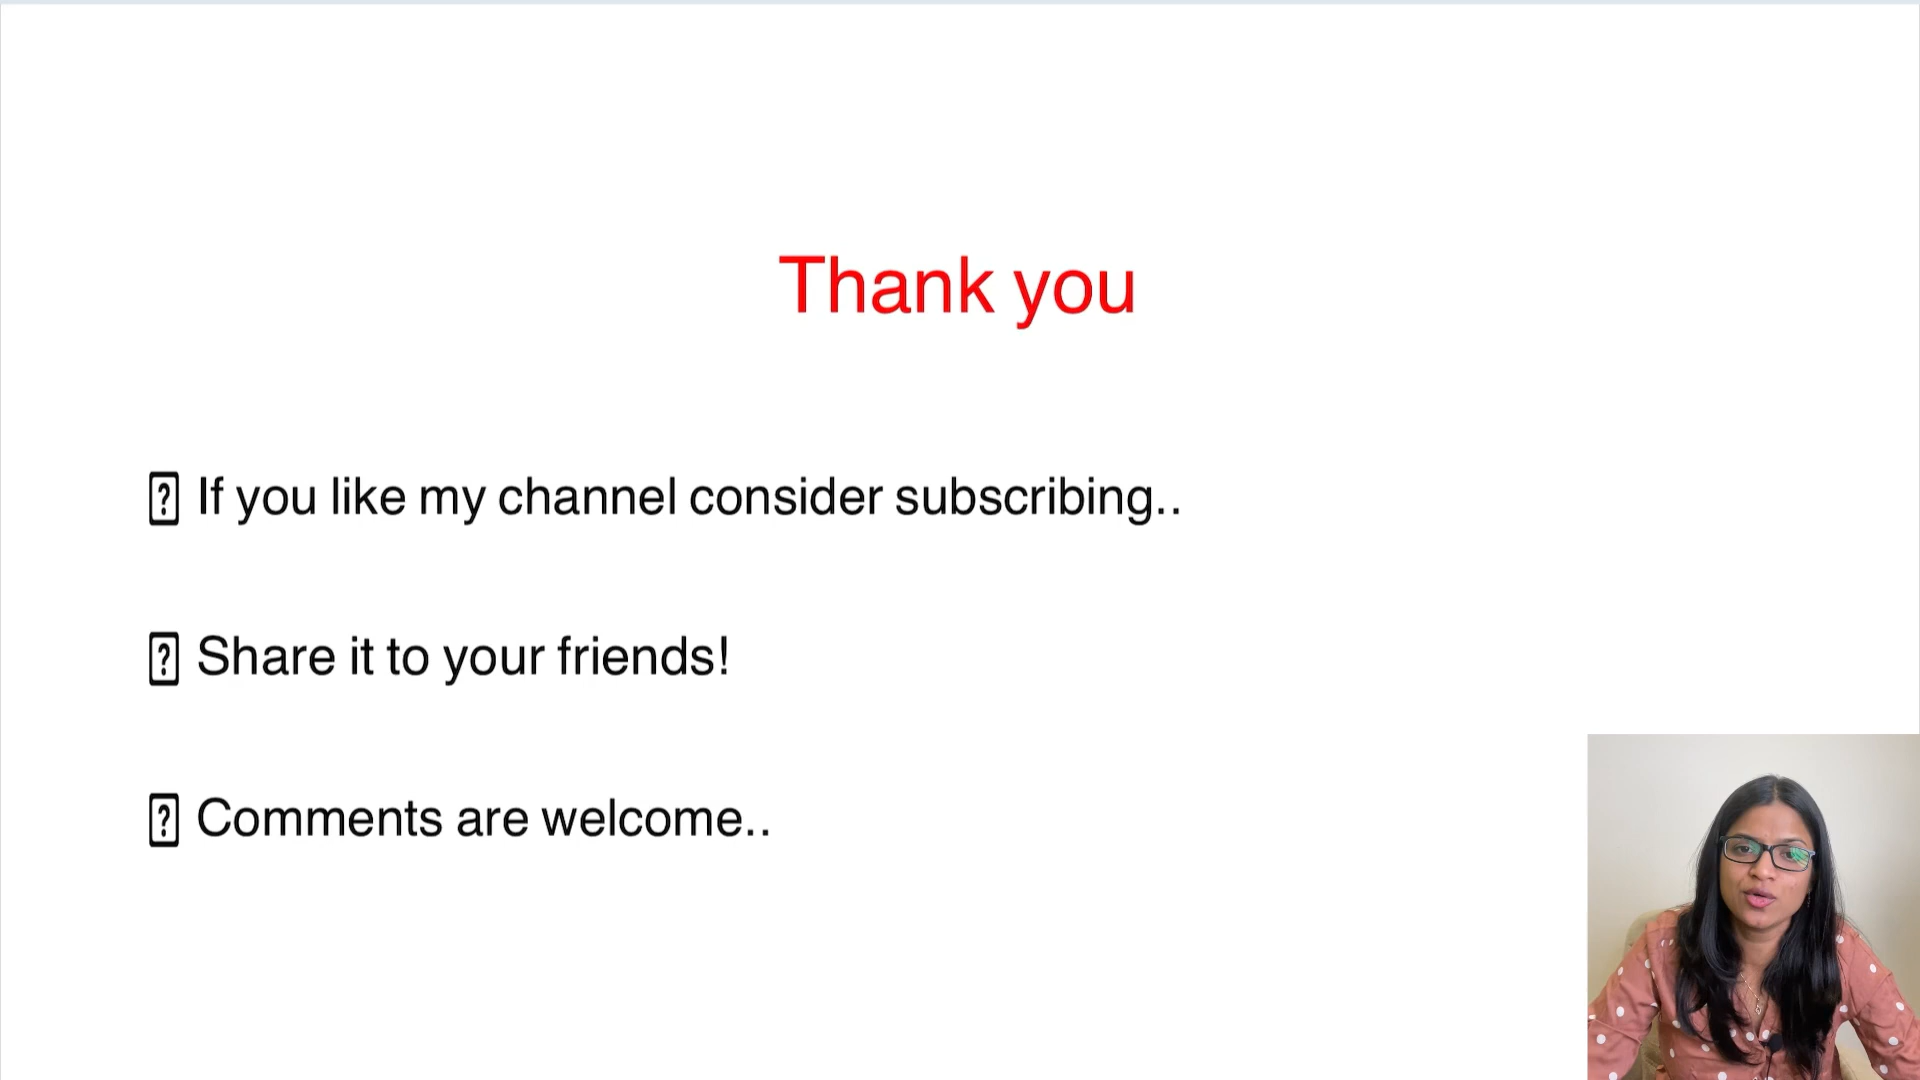 Thank you
If you like my channel consider subscribing..
Share it to your friends!
Comments are welcome..